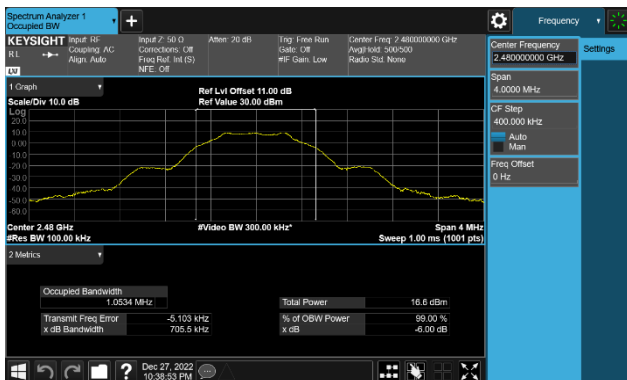 Spectrum Analyzer 1
Occupied BW
Frequency
KEYSIGHT
RL
Input: RF
Coupling: AC
Align: Auto
Input Z: 50 Ω
Corrections: Off
Freq Ref: Int (S)
NFE: Off
Atten: 20 dB
Trig: Free Run
Gate: Off
#IF Gain: Low
Center Freq: 2.480000000 GHz
Avg|Hold: 500/500
Radio Std: None
LV
Center Frequency
2.480000000 GHz
Settings
Span
4.0000 MHz
CF Step
400.000 kHz
Auto
Man
Freq Offset
0 Hz
1 Graph
Scale/Div 10.0 dB
Ref Lvl Offset 11.00 dB
Ref Value 30.00 dBm
Log
20.0
10.0
0.00
-10.0
-20.0
-30.0
-40.0
-50.0
-60.0
Center 2.48 GHz
#Res BW 100.00 kHz
#Video BW 300.00 kHz*
Span 4 MHz
Sweep 1.00 ms (1001 pts)
2 Metrics
Occupied Bandwidth
1.0534 MHz
Total Power
16.6 dBm
Transmit Freq Error
-5.103 kHz
% of OBW Power
99.00 %
x dB Bandwidth
705.5 kHz
x dB
-6.00 dB
Dec 27, 2022
10:38:53 PM